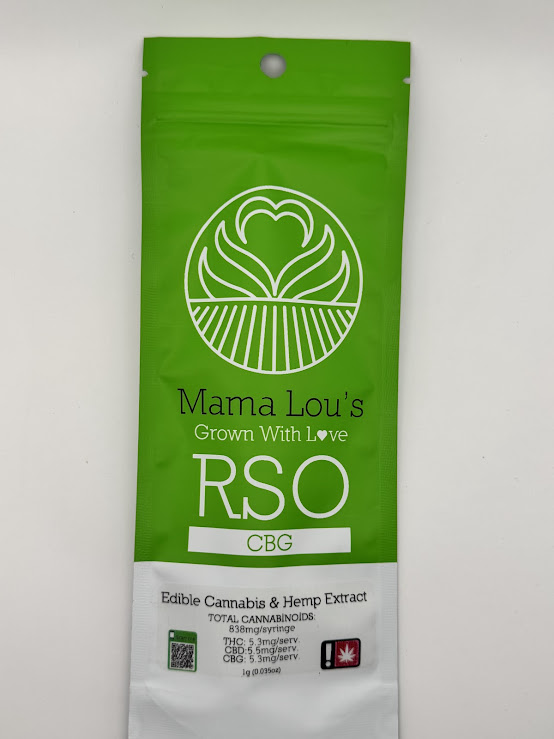 Mama Lou's
Grown With L♥ve
RSO
CBG
Edible Cannabis & Hemp Extract
TOTAL CANNABINOIDS:
838mg/syringe
THC: 5.3mg/serv.
CBD:5.5mg/serv.
CBG: 5.3mg/serv.
1g (0.035oz)